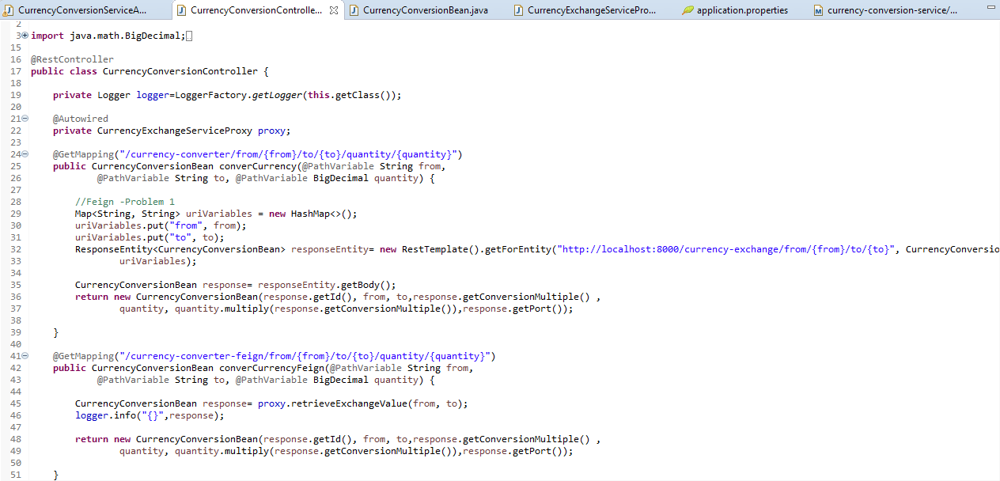 CurrencyConversionServiceA... CurrencyConversionControlle... CurrencyConversionBean.java CurrencyExchangeServicePro... application.properties currency-conversion-service/...
2
3 import java.math.BigDecimal;
15
16 @RestController
17 public class CurrencyConversionController {
18
19 private Logger logger=LoggerFactory.getLogger(this.getClass());
20
21 @Autowired
22 private CurrencyExchangeServiceProxy proxy;
23
24 @GetMapping("/currency-converter/from/{from}/to/{to}/quantity/{quantity}")
25 public CurrencyConversionBean converCurrency(@PathVariable String from,
26 @PathVariable String to, @PathVariable BigDecimal quantity) {
27
28 //Feign -Problem 1
29 Map<String, String> uriVariables = new HashMap<>();
30 uriVariables.put("from", from);
31 uriVariables.put("to", to);
32 ResponseEntity<CurrencyConversionBean> responseEntity= new RestTemplate().getForEntity("http://localhost:8000/currency-exchange/from/{from}/to/{to}", CurrencyConversio
33 uriVariables);
34
35 CurrencyConversionBean response= responseEntity.getBody();
36 return new CurrencyConversionBean(response.getId(), from, to,response.getConversionMultiple() ,
37 quantity, quantity.multiply(response.getConversionMultiple()),response.getPort());
38
39 }
40
41 @GetMapping("/currency-converter-feign/from/{from}/to/{to}/quantity/{quantity}")
42 public CurrencyConversionBean converCurrencyFeign(@PathVariable String from,
43 @PathVariable String to, @PathVariable BigDecimal quantity) {
44
45 CurrencyConversionBean response= proxy.retrieveExchangeValue(from, to);
46 logger.info("{}",response);
47
48 return new CurrencyConversionBean(response.getId(), from, to,response.getConversionMultiple() ,
49 quantity, quantity.multiply(response.getConversionMultiple()),response.getPort());
50
51 }